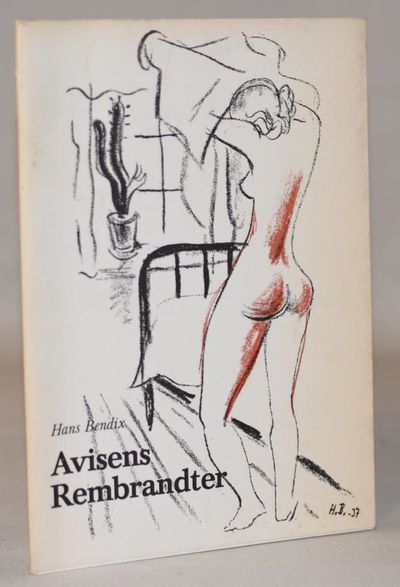 Hans Bendix
Avisens
Rembrandter
H.B.-37